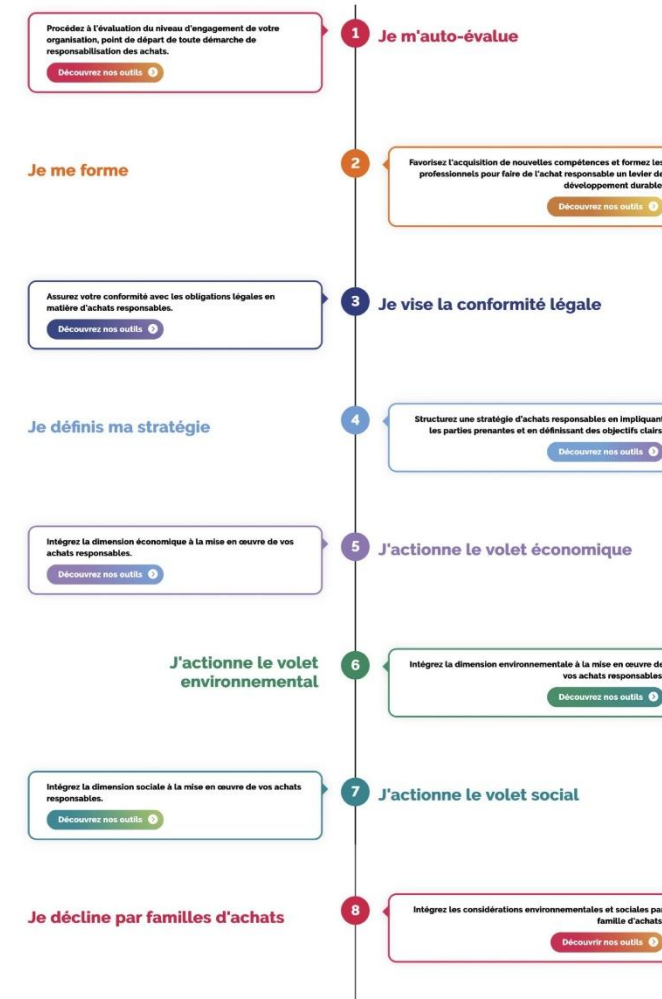 Procédez à l'évaluation du niveau d'engagement de votre
organisation, point de départ de toute démarche de
responsabilisation des achats.
Découvrez nos outils
1
Je m'auto-évalue
Je me forme
2
Favorisez l'acquisition de nouvelles compétences et formez les
professionnels pour faire de l'achat responsable un levier de
développement durable
Découvrez nos outils
Assurez votre conformité avec les obligations légales en
matière d'achats responsables.
Découvrez nos outils
3
Je vise la conformité légale
Je définis ma stratégie
4
Structurez une stratégie d'achats responsables en impliquant
les parties prenantes et en définissant des objectifs clairs
Découvrez nos outils
Intégrez la dimension économique à la mise en œuvre de vos
achats responsables.
Découvrez nos outils
5
J'actionne le volet économique
J'actionne le volet
environnemental
6
Intégrez la dimension environnementale à la mise en œuvre de
vos achats responsables
Découvrez nos outils
Intégrez la dimension sociale à la mise en œuvre de vos achats
responsables.
Découvrez nos outils
7
J'actionne le volet social
Je décline par familles d'achats
8
Intégrez les considérations environnementales et sociales par
famille d'achats
Découvrir nos outils